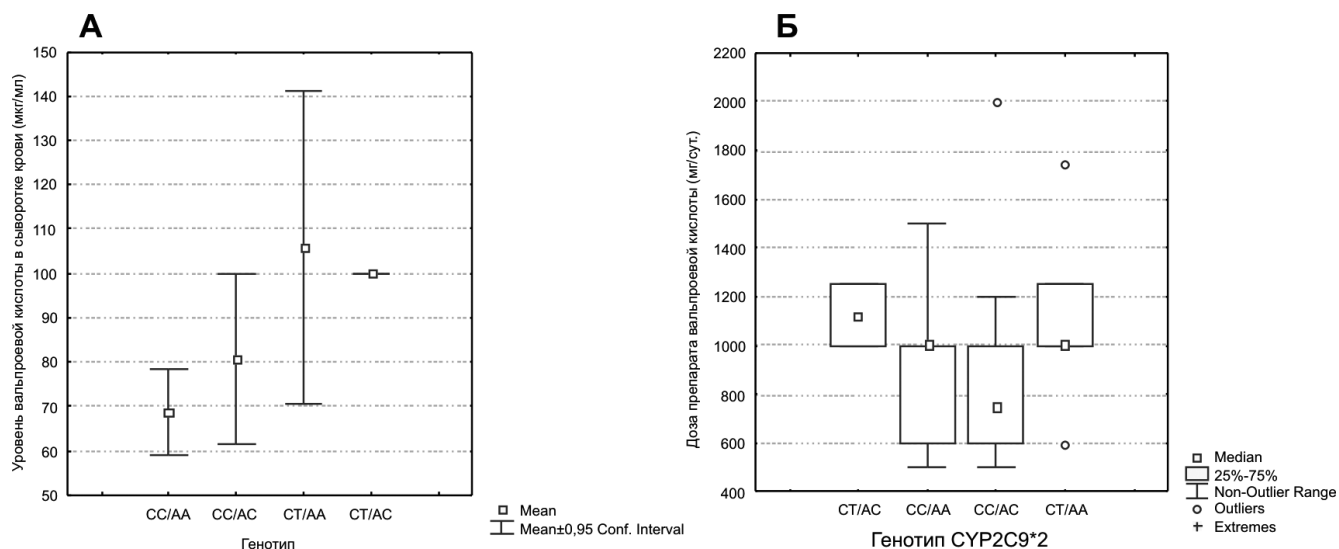 А
Уровень вальпроевой кислоты в сыворотке крови (мкг/мл)
150
140
130
120
110
100
90
80
70
60
50
CC/AA CC/AC CT/AA CT/AC
Генотип
Mean
Mean±0,95 Conf. Interval
Б
Доза препарата вальпроевой кислоты (мг/сут.)
2200
2000
1800
1600
1400
1200
1000
800
600
400
CT/AC CC/AA CC/AC CT/AA
Генотип CYP2C9*2
Median
25%-75%
Non-Outlier Range
Outliers
Extremes